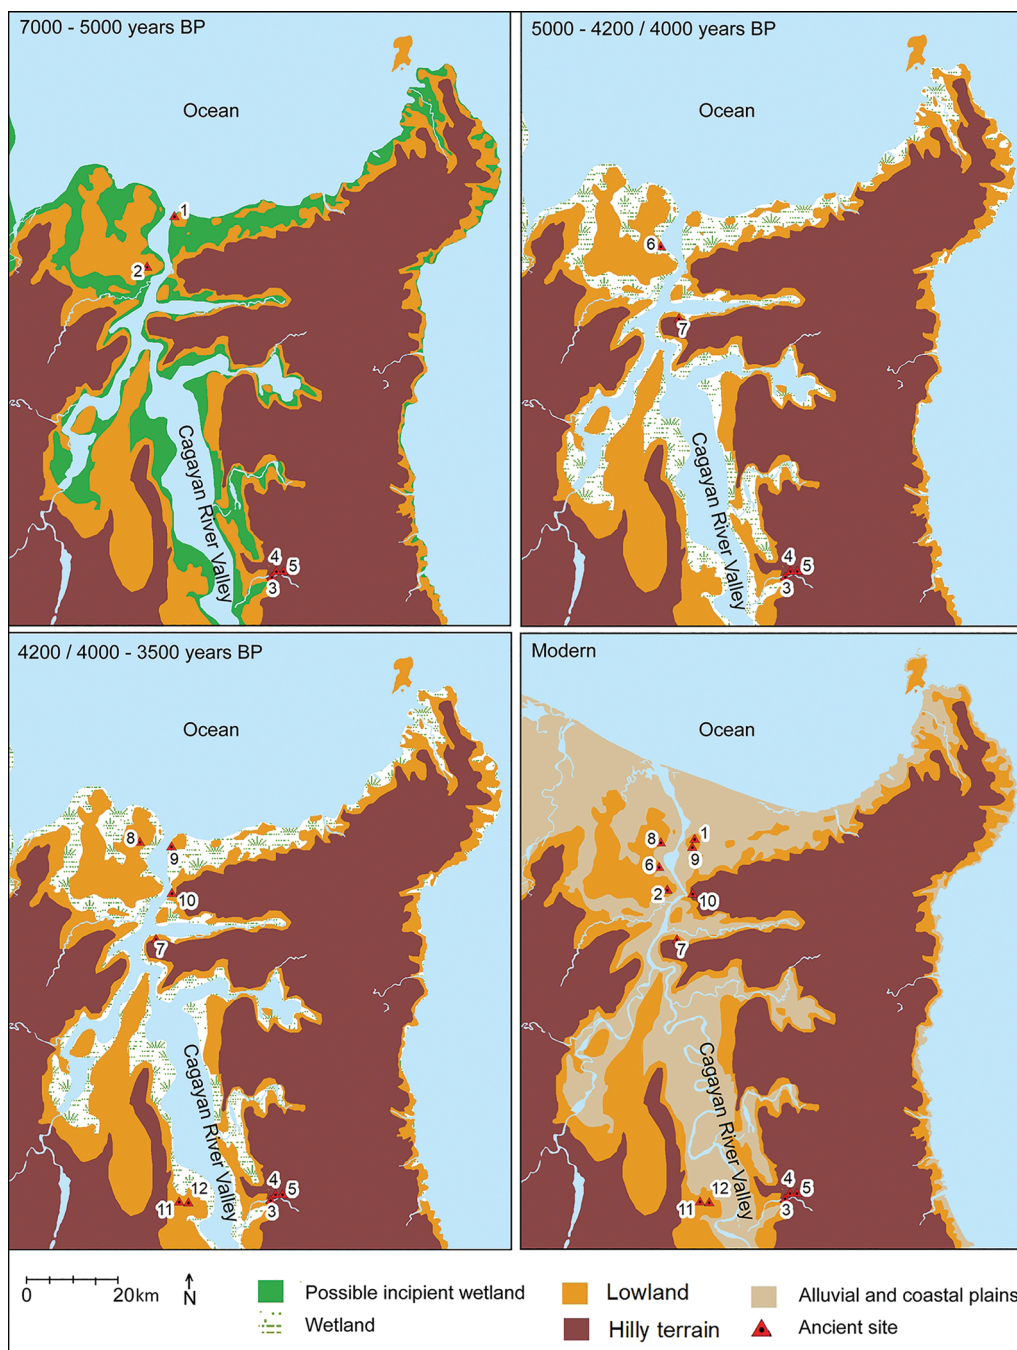 7000 - 5000 years BP
Ocean
1
2
Cagayan River Valley
4
5
3
5000 - 4200 / 4000 years BP
Ocean
6
7
Cagayan River Valley
4
5
3
4200 / 4000 - 3500 years BP
Ocean
8
9
10
7
Cagayan River Valley
4
5
3
12
11
Modern
Ocean
1
8
9
6
2
10
7
Cagayan River Valley
4
5
3
12
11
0 20km
N
Possible incipient wetland
Wetland
Lowland
Hilly terrain
Alluvial and coastal plains
Ancient site